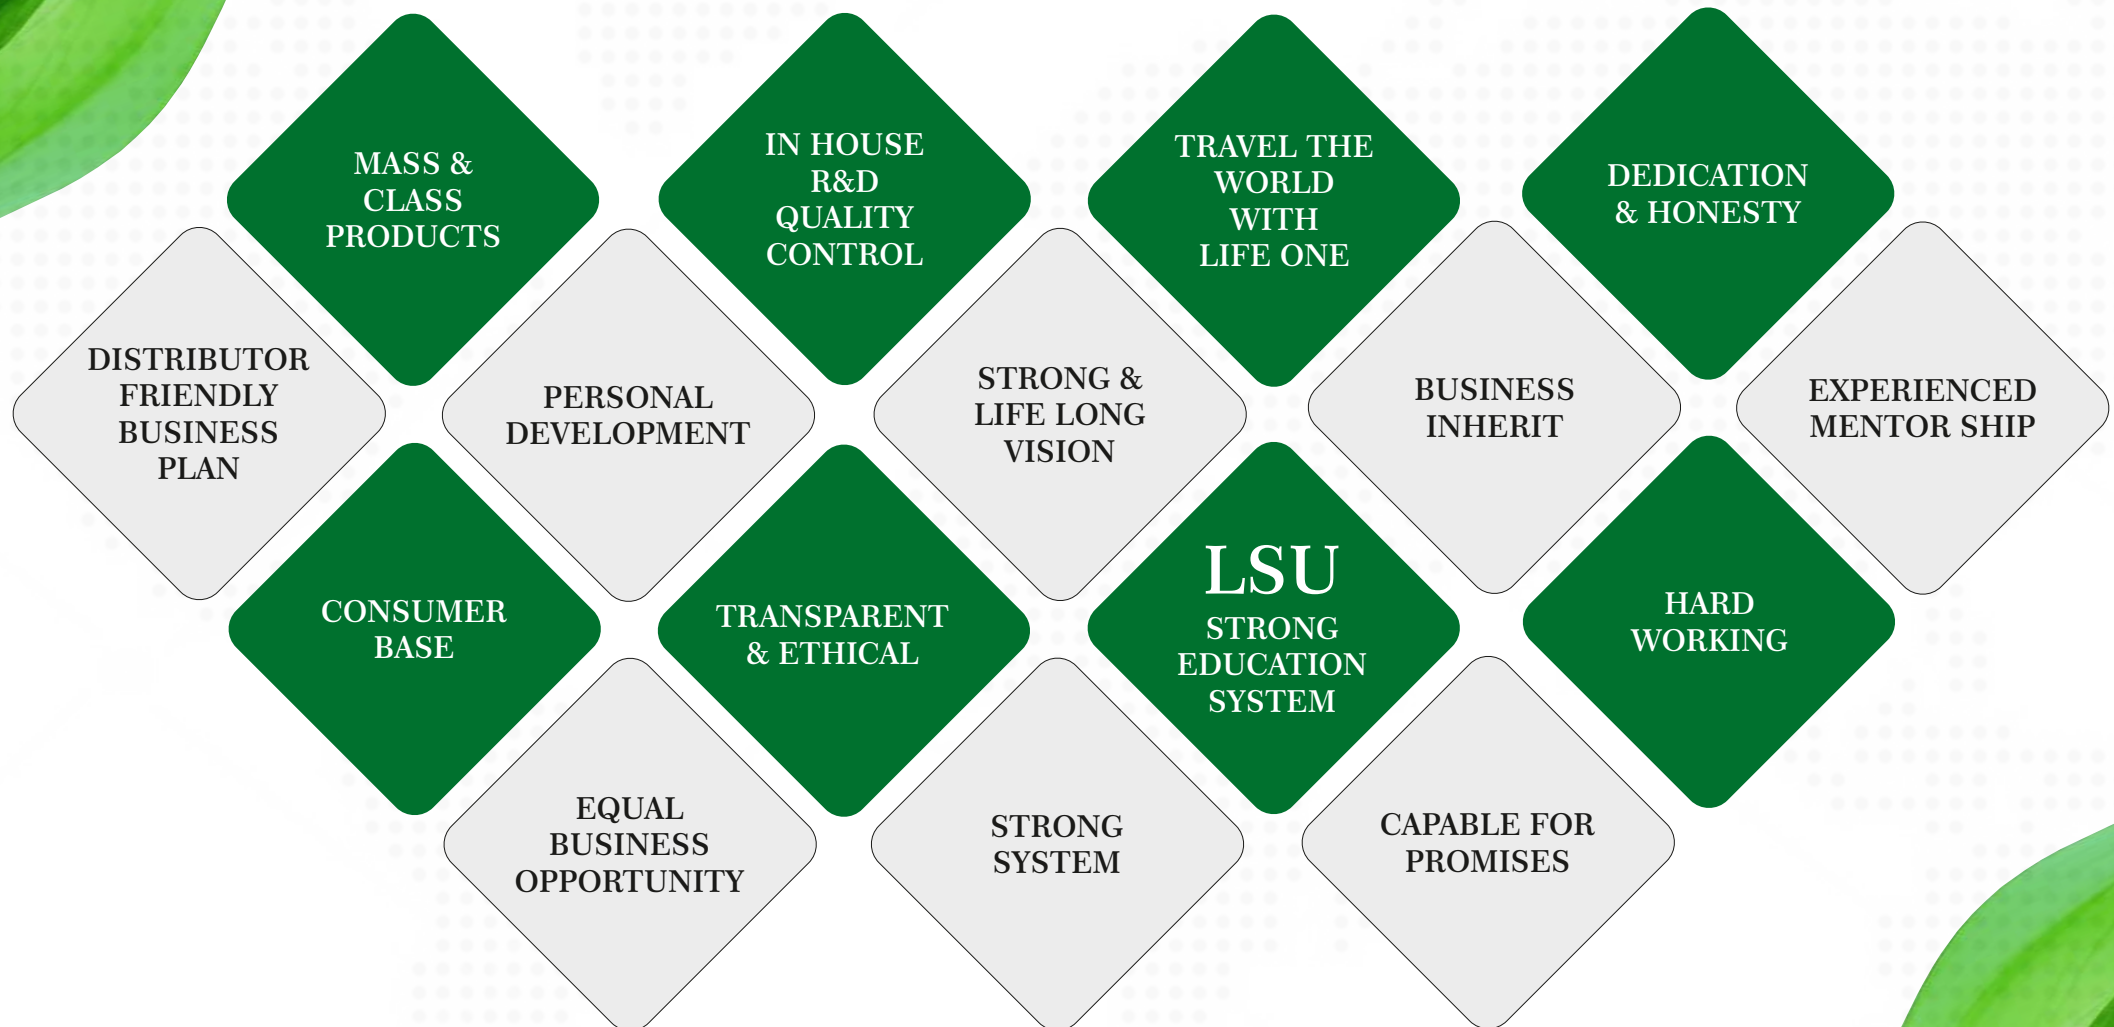 MASS &
CLASS
PRODUCTS
IN HOUSE
R&D
QUALITY
CONTROL
TRAVEL THE
WORLD
WITH
LIFE ONE
DEDICATION
& HONESTY
DISTRIBUTOR
FRIENDLY
BUSINESS
PLAN
PERSONAL
DEVELOPMENT
STRONG &
LIFE LONG
VISION
BUSINESS
INHERIT
EXPERIENCED
MENTOR SHIP
CONSUMER
BASE
TRANSPARENT
& ETHICAL
LSU
STRONG
EDUCATION
SYSTEM
HARD
WORKING
EQUAL
BUSINESS
OPPORTUNITY
STRONG
SYSTEM
CAPABLE FOR
PROMISES